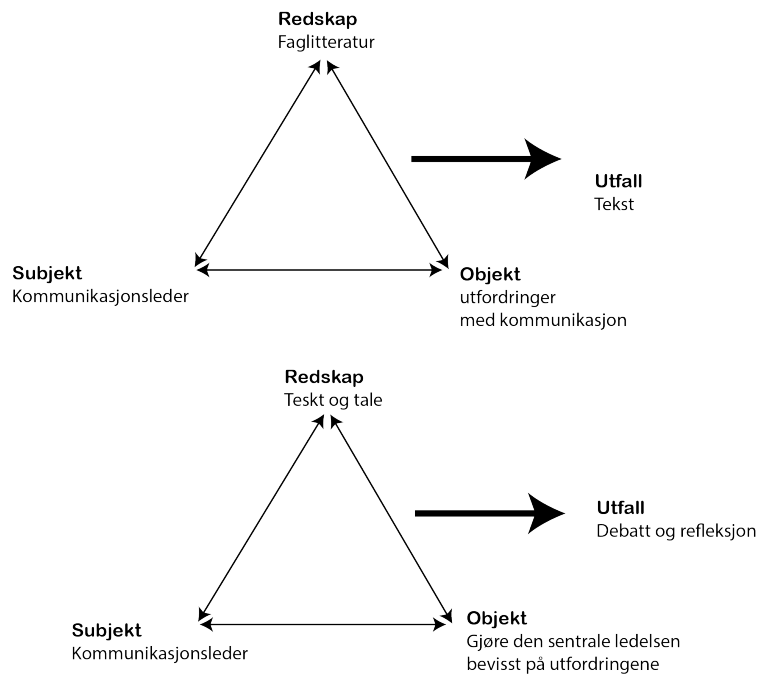 Redskap
Faglitteratur
Utfall
Tekst
Subjekt
Kommunikasjonsleder
Objekt
utfordringer
med kommunikasjon
Redskap
Teskt og tale
Utfall
Debatt og refleksjon
Subjekt
Kommunikasjonsleder
Objekt
Gjøre den sentrale ledelsen
bevisst på utfordringene